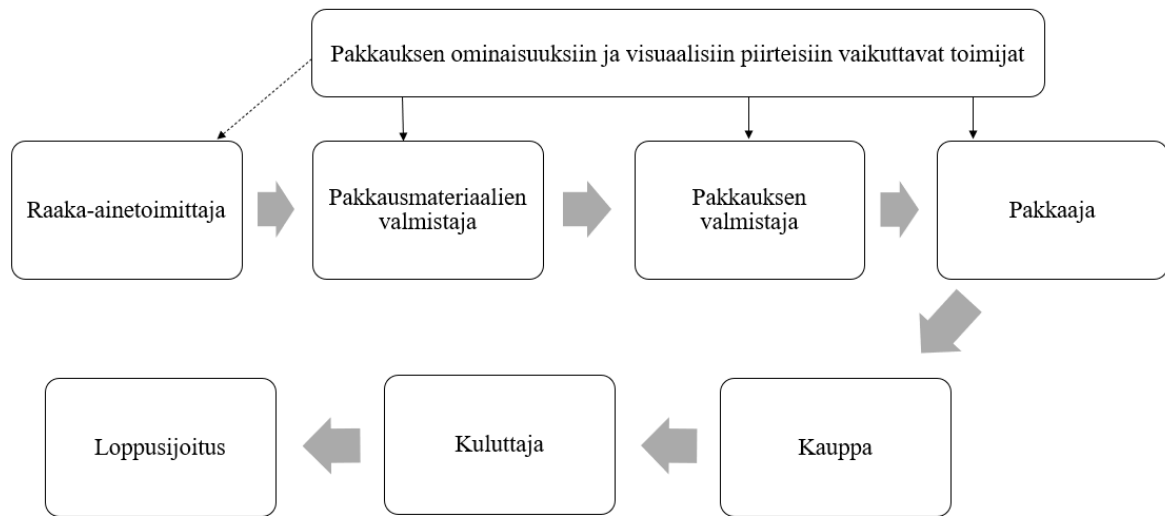 Pakkauksen ominaisuuksiin ja visuaalisiin piirteisiin vaikuttavat toimijat
Raaka-ainetoimittaja
Pakkausmateriaalien
valmistaja
Pakkauksen
valmistaja
Pakkaaja
Loppusijoitus
Kuluttaja
Kauppa